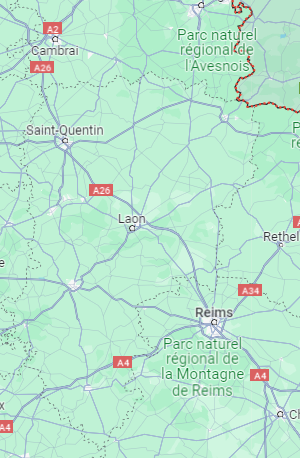 A2
Parc naturel
régional de
l'Avesnois
Cambrai
A26
Saint-Quentin
A26
Laon
Rethel
A34
Reims
Parc naturel
régional de
la Montagne
de Reims
A4
A4
A4